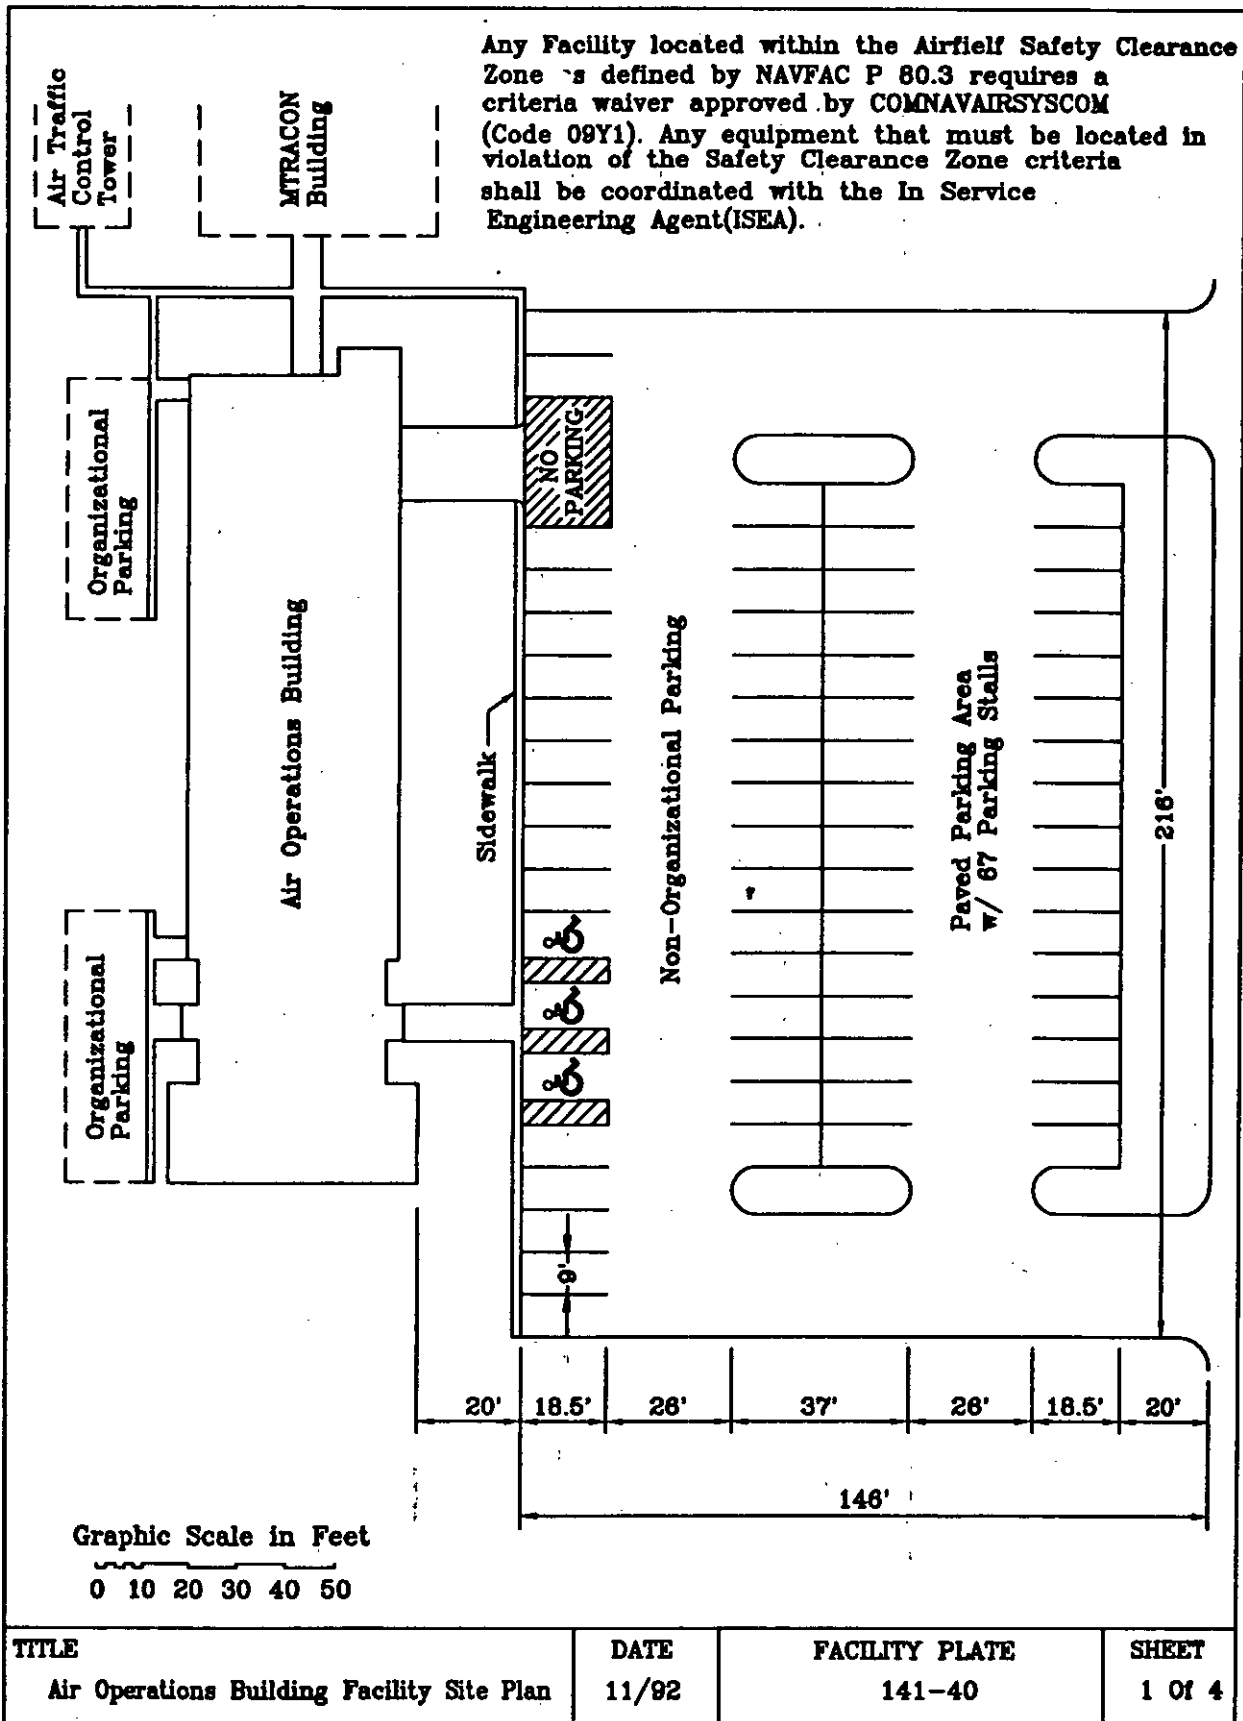 Any Facility located within the Airfielf Safety Clearance
Zone 's defined by NAVFAC P 80.3 requires a
criteria waiver approved by COMNAVAIRSYSCOM
(Code 09Y1). Any equipment that must be located in
violation of the Safety Clearance Zone criteria
shall be coordinated with the In Service
Engineering Agent(ISEA).
Air Traffic
Control
Tower
MTRACON
Building
Organizational
Parking
Air Operations Building
NO
PARKING
Sidewalk
Non-Organizational Parking
Paved Parking Area
w/ 67 Parking Stalls
216'
Organizational
Parking
9'
20'
18.5'
26'
37'
26'
18.5'
20'
146'
Graphic Scale in Feet
0 10 20 30 40 50
TITLE
Air Operations Building Facility Site Plan
DATE
11/92
FACILITY PLATE
141-40
SHEET
1 Of 4